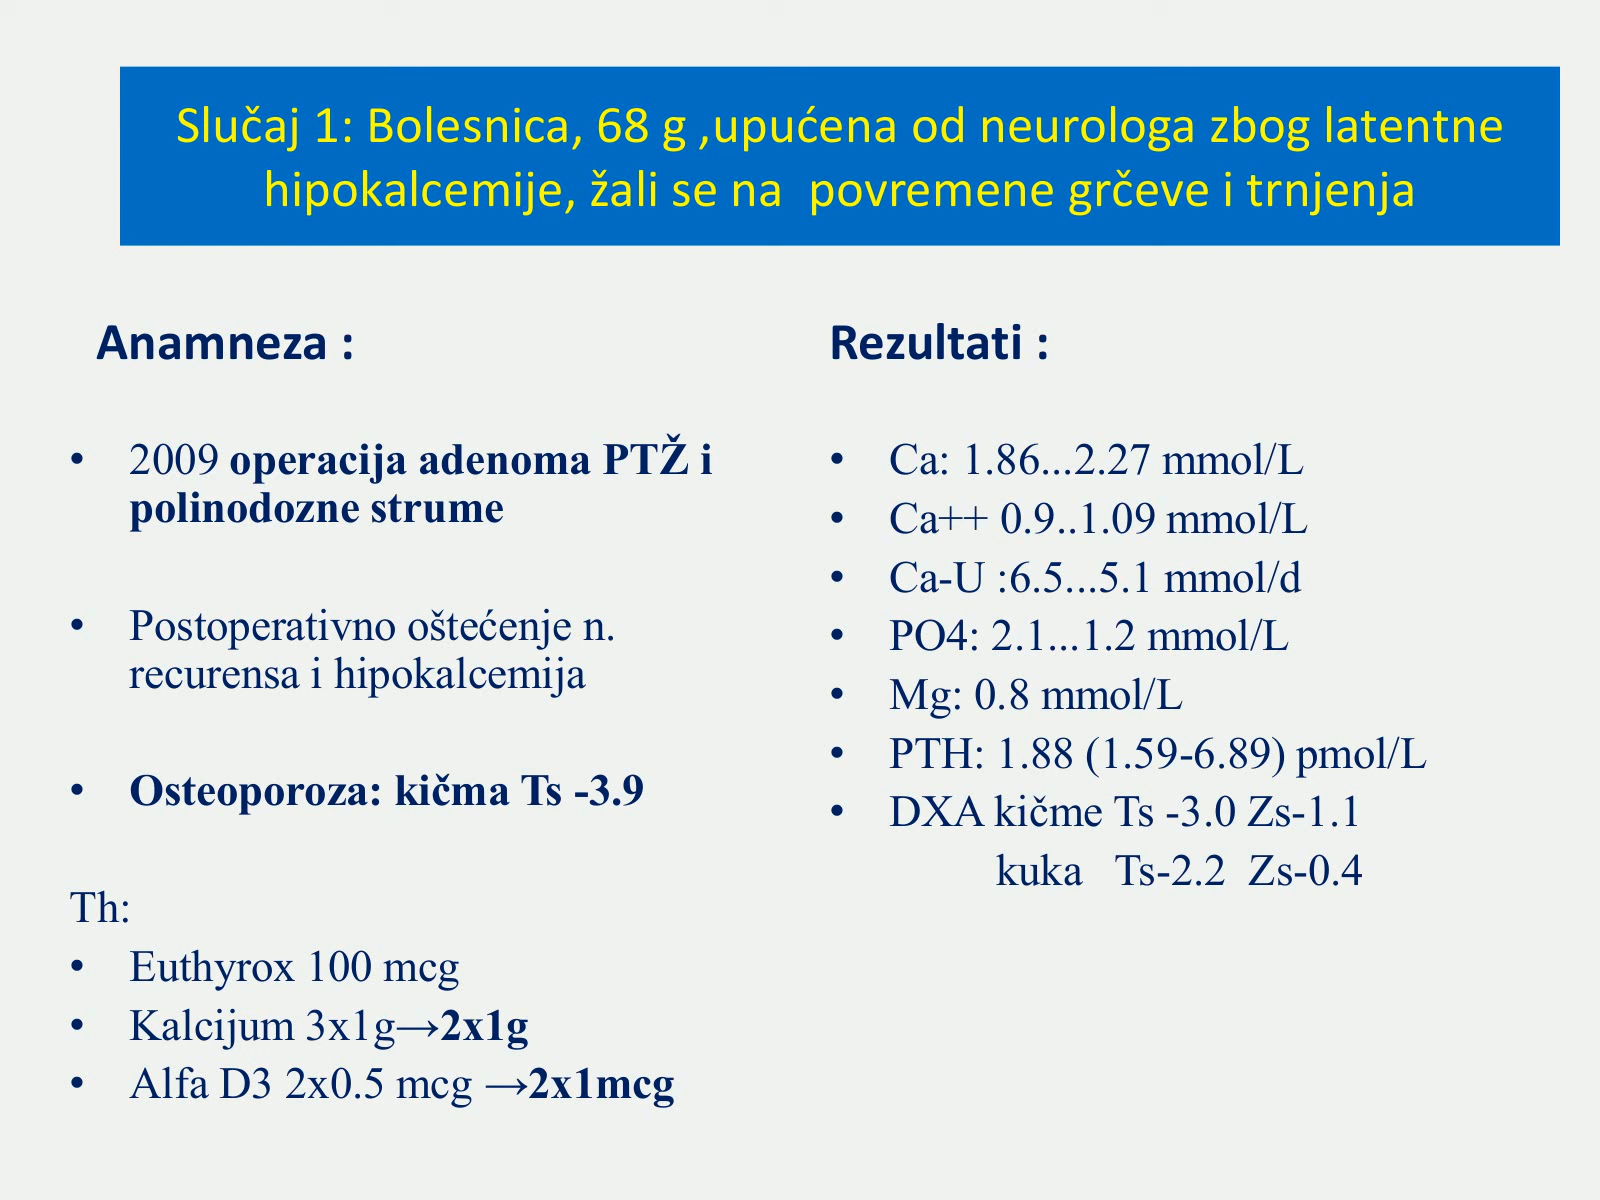 Slučaj 1: Bolesnica, 68 g ,upućena od neurologa zbog latentne
hipokalcemije, žali se na  povremene grčeve i trnjenja
Anamneza :
• 2009 operacija adenoma PTŽ i
polinodozne strume
• Postoperativno oštećenje n.
recurensa i hipokalcemija
• Osteoporoza: kičma Ts -3.9
Th:
• Euthyrox 100 mcg
• Kalcijum 3x1g→2x1g
• Alfa D3 2x0.5 mcg →2x1mcg
Rezultati :
• Ca: 1.86...2.27 mmol/L
• Ca++ 0.9..1.09 mmol/L
• Ca-U :6.5...5.1 mmol/d
• PO4: 2.1...1.2 mmol/L
• Mg: 0.8 mmol/L
• PTH: 1.88 (1.59-6.89) pmol/L
• DXA kičme Ts -3.0 Zs-1.1
kuka   Ts-2.2  Zs-0.4